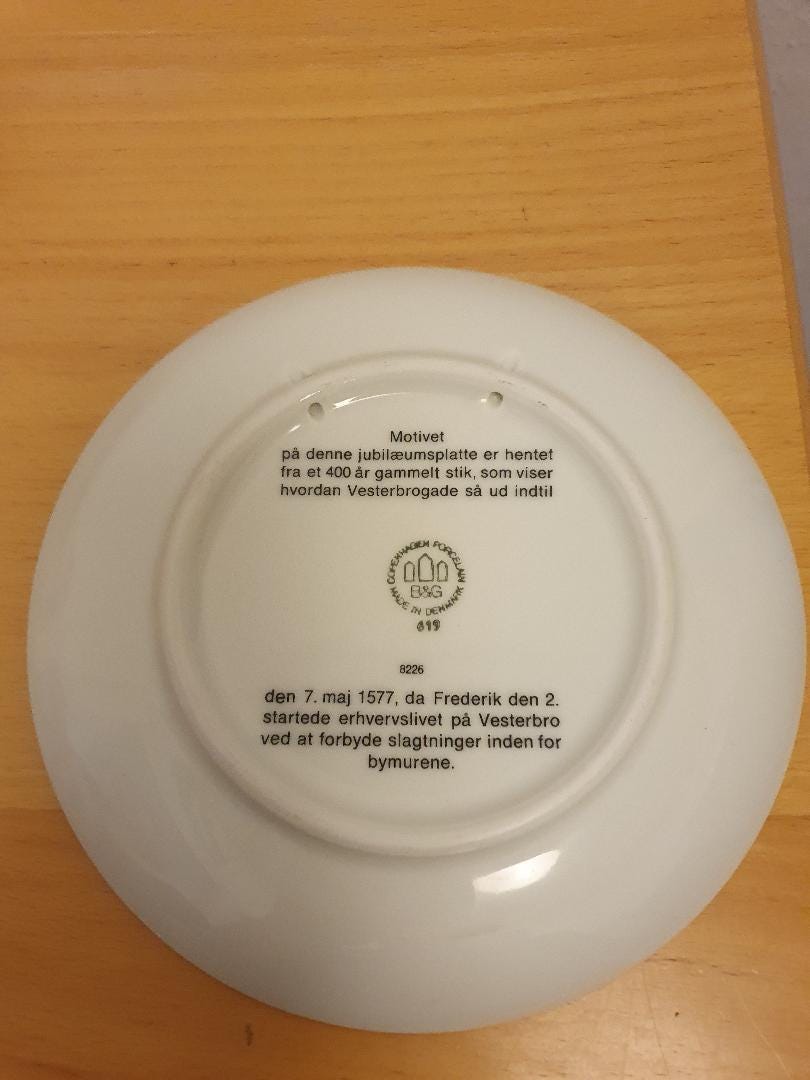 Motivet
på denne jubilæumsplatte er hentet
fra et 400 år gammelt stik, som viser
hvordan Vesterbrogade så ud indtil
COPENHAGEN PORCELAIN
B&G
MADE IN DENMARK
619
8226
den 7. maj 1577, da Frederik den 2.
startede erhvervslivet på Vesterbro
ved at forbyde slagtninger inden for
bymurene.